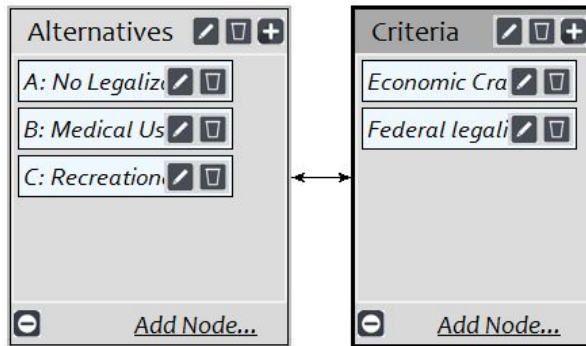 Alternatives
A: No Legaliz
B: Medical Us
C: Recreation
Add Node...
Criteria
Economic Cra
Federal legali
Add Node...